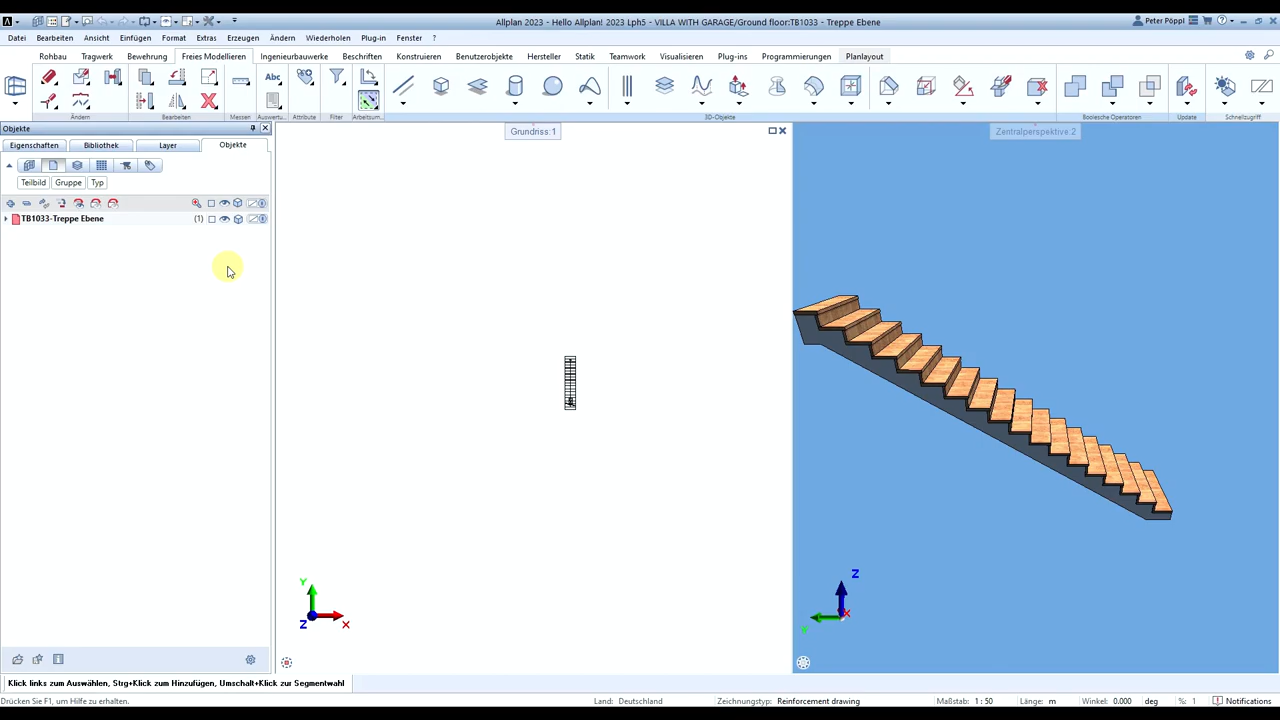 Allplan 2023 - Hello Allplan! 2023 Lph5 - VILLA WITH GARAGE/Ground floor:TB1033 - Treppe Ebene
Peter Pöppl
Datei Bearbeiten Ansicht Einfügen Format Extras Erzeugen Ändern Wiederholen Plug-in Fenster ?
Rohbau Tragwerk Bewehrung Freies Modellieren Ingenieurbauwerke Beschriften Konstruieren Benutzerobjekte Hersteller Statik Teamwork Visualisieren Plug-ins Programmierungen Planlayout
Abc
Ändern Bearbeiten Messen Auswertu... Attribute Filter Arbeitsum... 3D-Objekte Boolesche Operatoren Update Schnellzugriff
Objekte
Grundriss:1
Zentralperspektive:2
Eigenschaften Bibliothek Layer Objekte
Teilbild Gruppe Typ
TB1033-Treppe Ebene (1)
Y
Z
X
Z
X
Klick links zum Auswählen, Strg+Klick zum Hinzufügen, Umschalt+Klick zur Segmentwahl
Drücken Sie F1, um Hilfe zu erhalten. Land: Deutschland Zeichnungstyp: Reinforcement drawing Maßstab: 1 : 50 Länge: m Winkel: 0.000 deg %: 1 Notifications